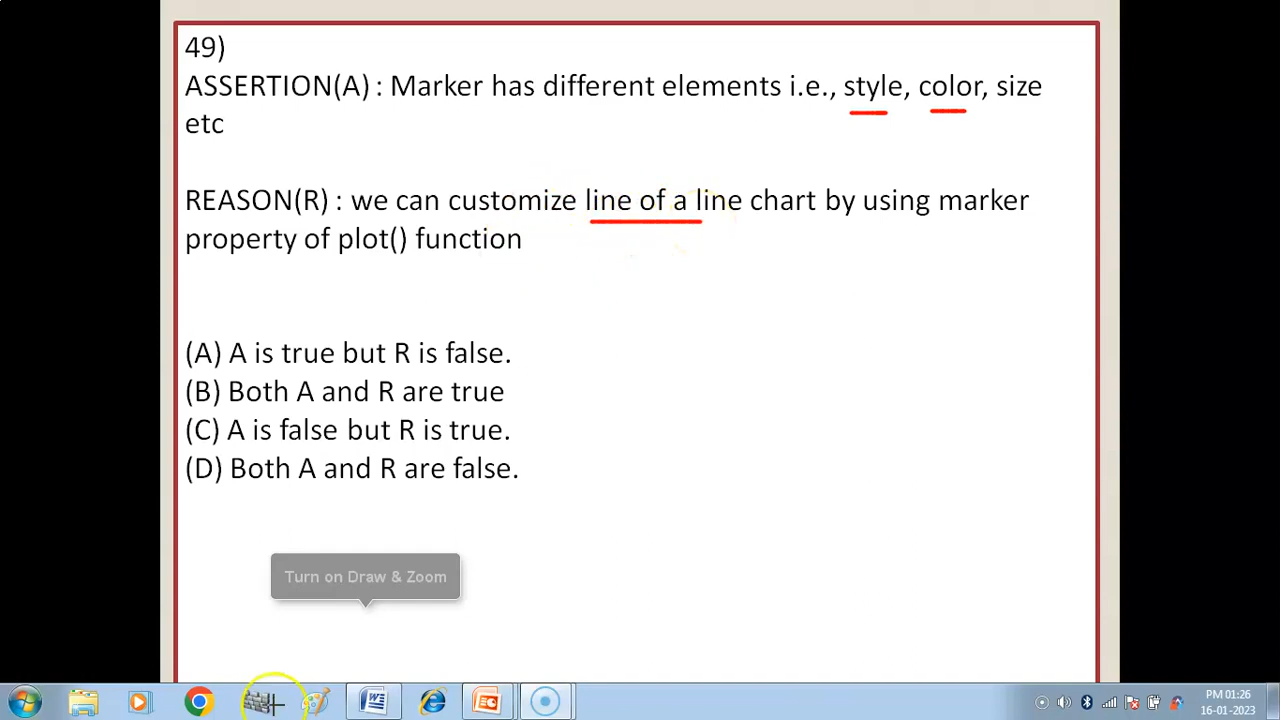 49)
ASSERTION(A) : Marker has different elements i.e., style, color, size
etc
REASON(R) : we can customize line of a line chart by using marker
property of plot() function
(A) A is true but R is false.
(B) Both A and R are true
(C) A is false but R is true.
(D) Both A and R are false.
Turn on Draw & Zoom
PM 01:26
16-01-2023